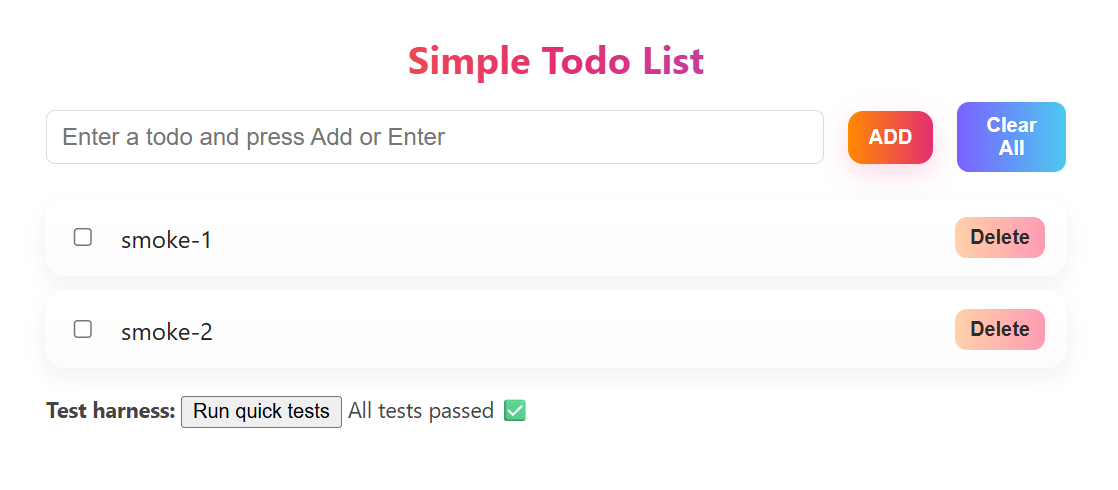 Simple Todo List
Enter a todo and press Add or Enter
ADD
Clear
All
smoke-1
Delete
smoke-2
Delete
Test harness: Run quick tests All tests passed ✅